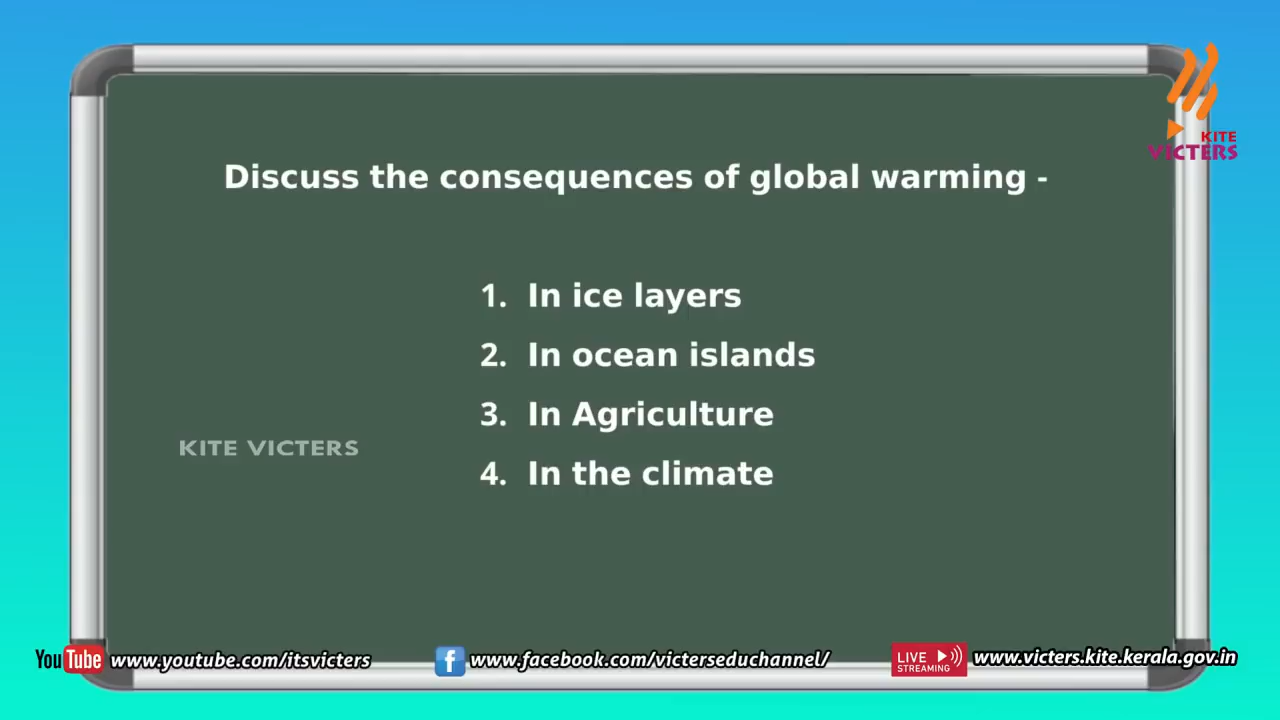 KITE
VICTERS
Discuss the consequences of global warming -
1. In ice layers
2. In ocean islands
3. In Agriculture
4. In the climate
KITE VICTERS
YouTube www.youtube.com/itsvicters
f www.facebook.com/victerseduchannel/
LIVE STREAMING www.victers.kite.kerala.gov.in